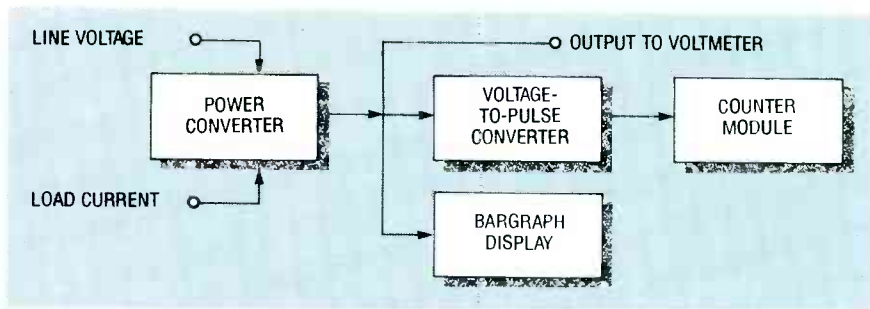 LINE VOLTAGE
OUTPUT TO VOLTMETER
POWER
CONVERTER
VOLTAGE-
TO-PULSE
CONVERTER
COUNTER
MODULE
LOAD CURRENT
BARGRAPH
DISPLAY